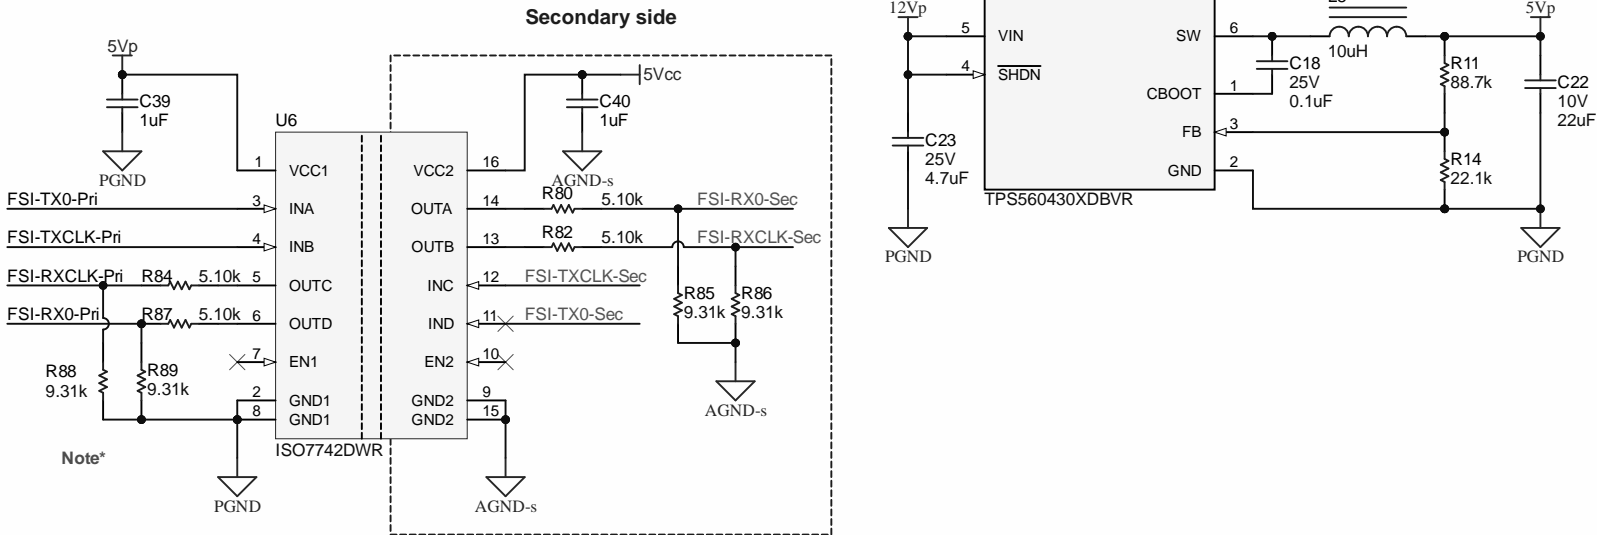 Secondary side
5Vp
C39
1uF
PGND
U6
5Vcc
C40
1uF
AGND-s
1 VCC1
VCC2 16
FSI-TX0-Pri 3 INA
OUTA 14 R80 5.10k FSI-RX0-Sec
FSI-TXCLK-Pri 4 INB
OUTB 13 R82 5.10k FSI-RXCLK-Sec
FSI-RXCLK-Pri R84 5.10k 5 OUTC
INC 12 FSI-TXCLK-Sec
FSI-RX0-Pri R87 5.10k 6 OUTD
IND 11 FSI-TX0-Sec
R85
9.31k
R86
9.31k
7 EN1
EN2 10
R88
9.31k
R89
9.31k
2 GND1
8 GND1
GND2 9
GND2 15
AGND-s
Note*
ISO7742DWR
PGND
AGND-s
12Vp
5 VIN
4 SHDN
C23
25V
4.7uF
PGND
SW 6
CBOOT 1
FB 3
GND 2
TPS560430XDBVR
10uH
C18
25V
0.1uF
5Vp
R11
88.7k
R14
22.1k
C22
10V
22uF
PGND